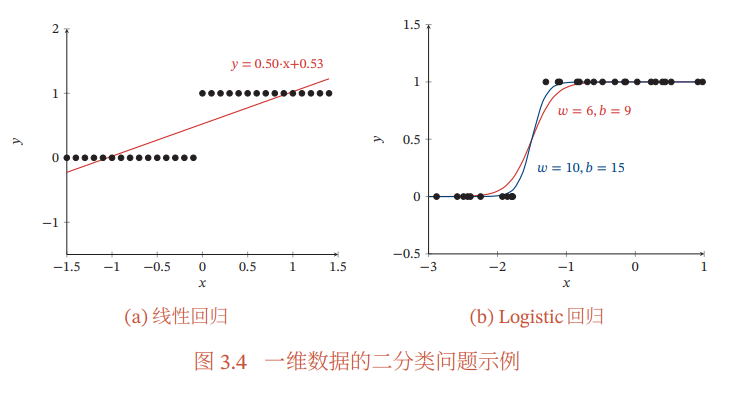 2
1
0
−1
y
−1.5 −1 −0.5 0 0.5 1 1.5
x
y = 0.50·x+0.53
(a) 线性回归
1.5
1
0.5
0
−0.5
y
−3 −2 −1 0 1
x
w = 6, b = 9
w = 10, b = 15
(b) Logistic 回归
图 3.4 一维数据的二分类问题示例